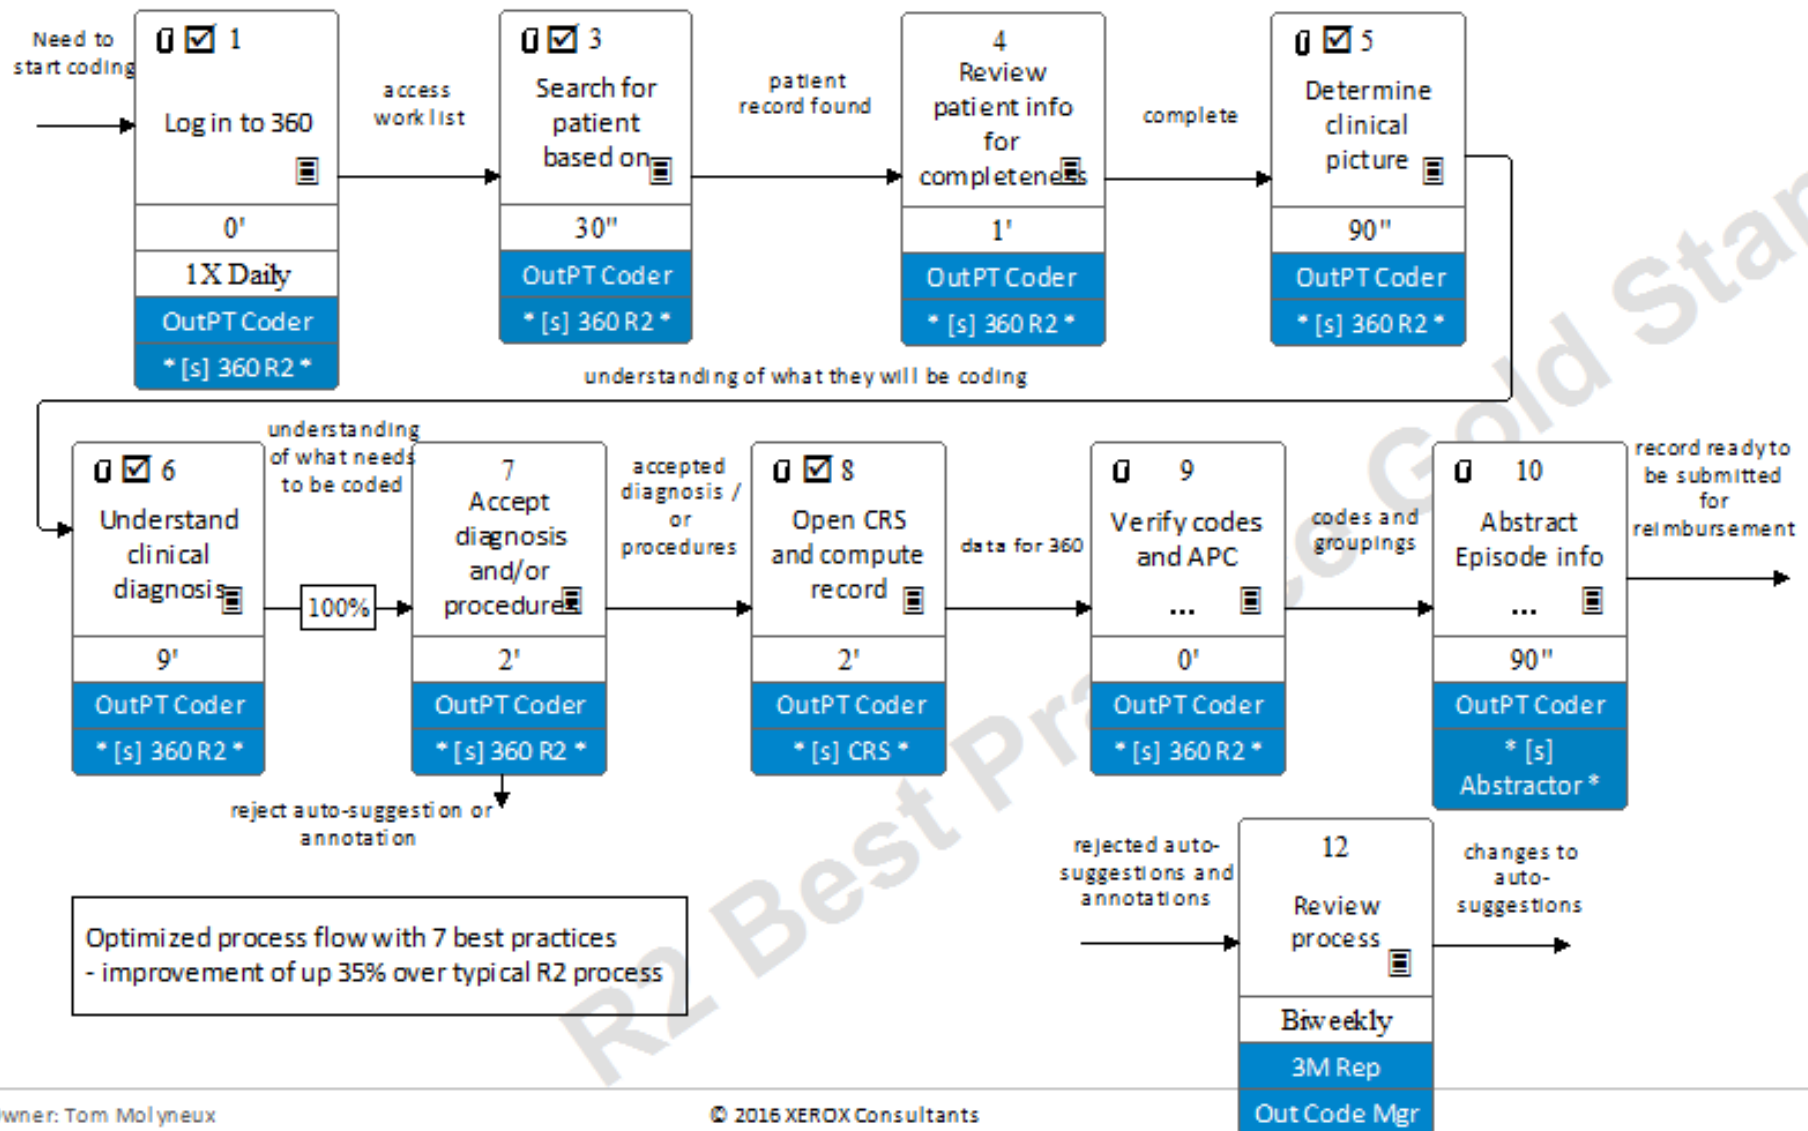 Need to
start coding
1
Log in to 360
0'
1X Daily
OutPT Coder
* [s] 360 R2 *
access
work list
3
Search for
patient
based on
30"
OutPT Coder
* [s] 360 R2 *
patient
record found
4
Review
patient info
for
completeness
1'
OutPT Coder
* [s] 360 R2 *
complete
5
Determine
clinical
picture
90"
OutPT Coder
* [s] 360 R2 *
understanding of what they will be coding
6
Understand
clinical
diagnosis
9'
OutPT Coder
* [s] 360 R2 *
understanding
of what needs
to be coded
100%
7
Accept
diagnosis
and/or
procedures
2'
OutPT Coder
* [s] 360 R2 *
reject auto-suggestion or
annotation
accepted
diagnosis /
or
procedures
8
Open CRS
and compute
record
2'
OutPT Coder
* [s] CRS *
data for 360
9
Verify codes
and APC
...
0'
OutPT Coder
* [s] 360 R2 *
codes and
groupings
10
Abstract
Episode info
...
90"
OutPT Coder
* [s]
Abstractor *
record ready to
be submitted
for
reimbursement
rejected auto-
suggestions and
annotations
12
Review
process
Biweekly
3M Rep
Out Code Mgr
changes to
auto-
suggestions
Optimized process flow with 7 best practices
- improvement of up 35% over typical R2 process
R2 Best Gold
Owner: Tom Molyneux
© 2016 XEROX Consultants